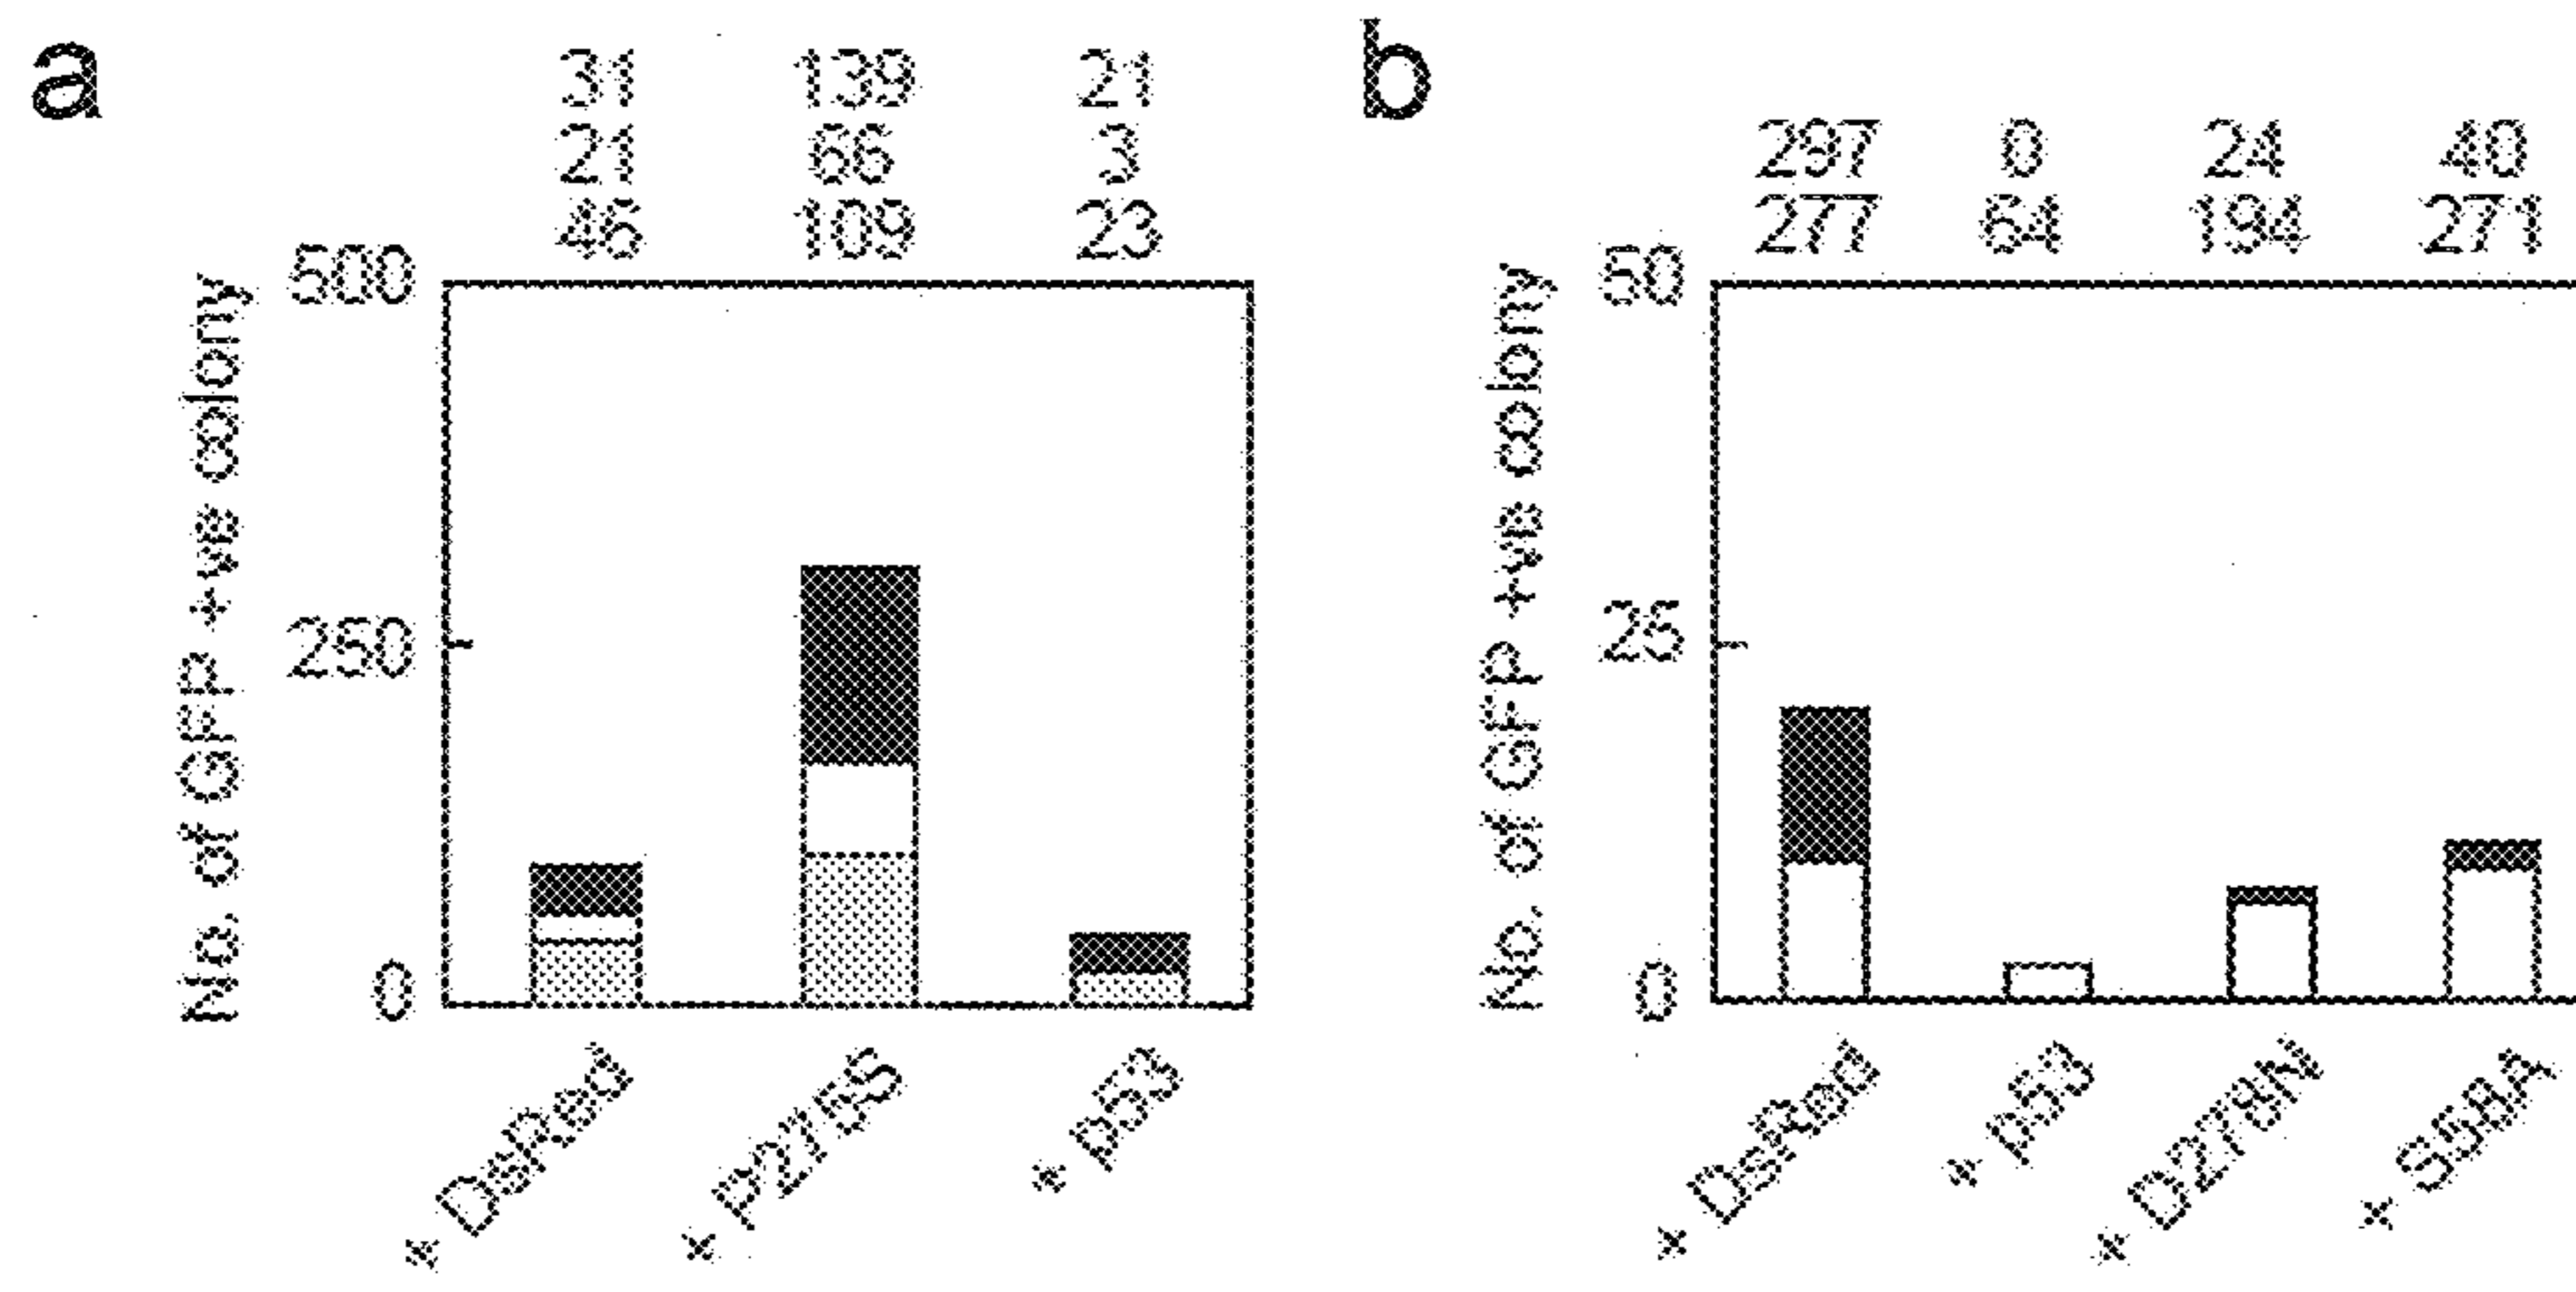 a
31 139 21
21 66 3
46 109 23
500
250
0
No. of GFP +ve colony
+ DsRed
+ P275S
+ p53
b
297 0 24 40
277 64 194 271
50
25
0
No. of GFP +ve colony
+ DsRed
+ p53
+ D278N
+ S58A